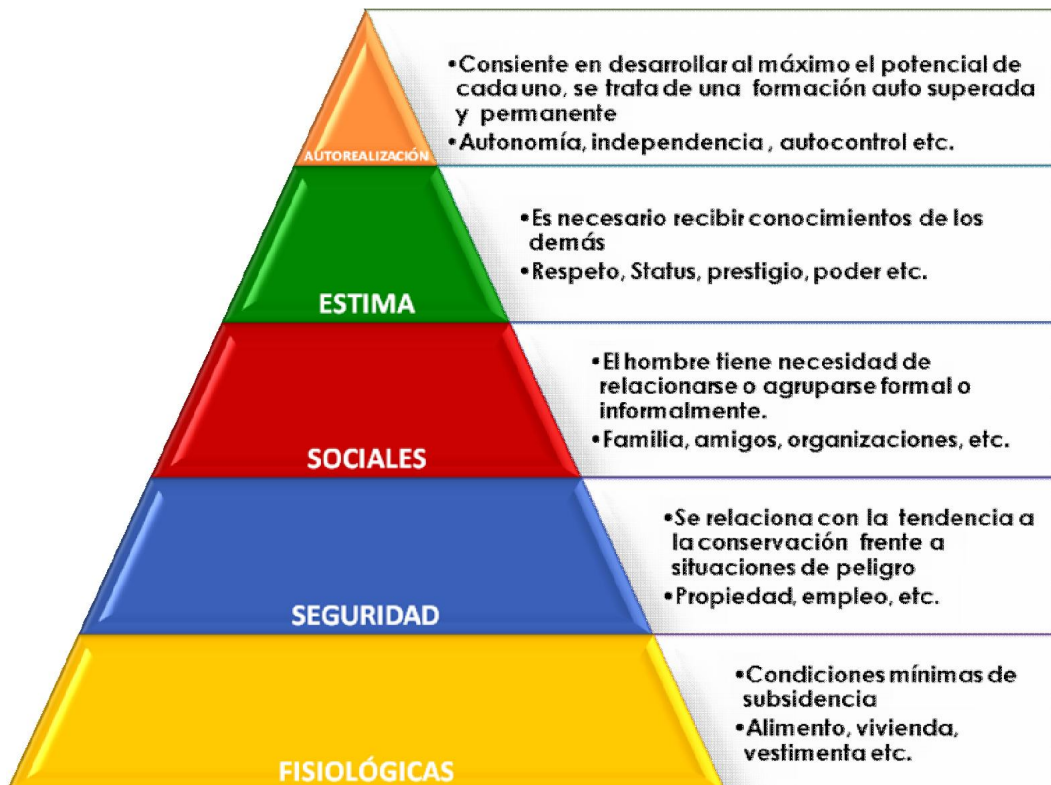 •Consiente en desarrollar al máximo el potencial de
cada uno, se trata de una formación auto superada
y permanente
•Autonomía, independencia , autocontrol etc.
AUTOREALIZACIÓN
•Es necesario recibir conocimientos de los
demás
•Respeto, Status, prestigio, poder etc.
ESTIMA
•El hombre tiene necesidad de
relacionarse o agruparse formal o
informalmente.
•Familia, amigos, organizaciones, etc.
SOCIALES
•Se relaciona con la tendencia a
la conservación frente a
situaciones de peligro
•Propiedad, empleo, etc.
SEGURIDAD
•Condiciones mínimas de
subsidencia
•Alimento, vivienda,
vestimenta etc.
FISIOLÓGICAS